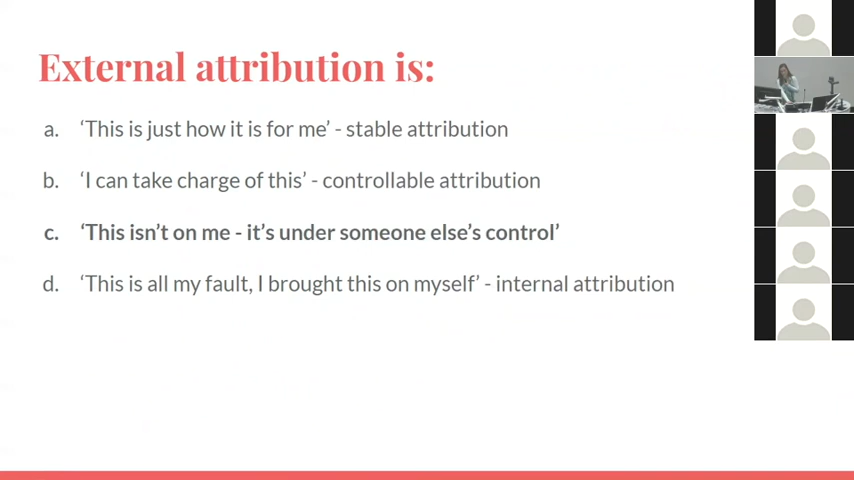 External attribution is:
a. ‘This is just how it is for me’ - stable attribution
b. ‘I can take charge of this’ - controllable attribution
c. ‘This isn’t on me - it’s under someone else’s control’
d. ‘This is all my fault, I brought this on myself’ - internal attribution